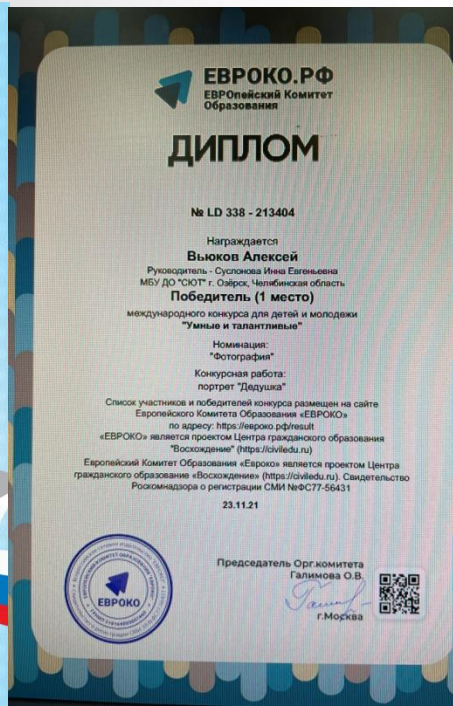 ЕВРОКО.РФ
ЕВРОпейский Комитет
Образования
ДИПЛОМ
№ LD 338 - 213404
Награждается
Вьюков Алексей
Руководитель - Суслонова Инна Евгеньевна
МБУ ДО "СЮТ" г. Озёрск, Челябинская область
Победитель (1 место)
международного конкурса для детей и молодежи
"Умные и талантливые"
Номинация:
"Фотография"
Конкурсная работа:
портрет "Дедушка"
Список участников и победителей конкурса размещен на сайте
Европейского Комитета Образования «ЕВРОКО»
по адресу: https://евроко.рф/result
«ЕВРОКО» является проектом Центра гражданского образования
"Восхождение" (https://civiledu.ru)
Европейский Комитет Образования «Евроко» является проектом Центра
гражданского образование «Восхождение» (https://civiledu.ru). Свидетельство
Роскомнадзора о регистрации СМИ №ФС77-56431
23.11.21
Председатель Орг.комитета
Галимова О.В.
г.Москва
ЕВРОКО